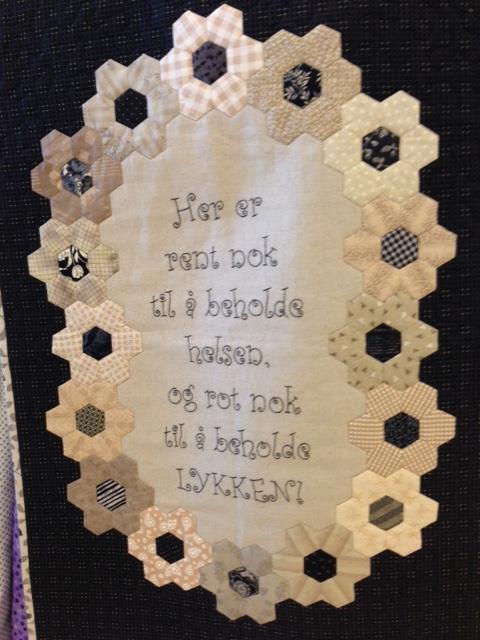 Her er
rent nok
til å beholde
helsen,
og rot nok
til å beholde
LYKKEN!